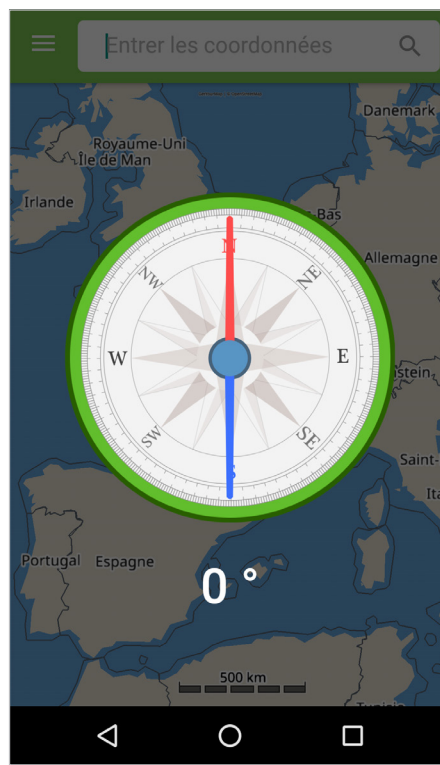 Entrer les coordonnées
Danemark
Royaume-Uni
Île de Man
Irlande
-Bas
N
NW
NE
Allemagne
W
E
stein
SW
SE
S
Saint-
Ita
Portugal
Espagne
0 °
500 km
Tunisie